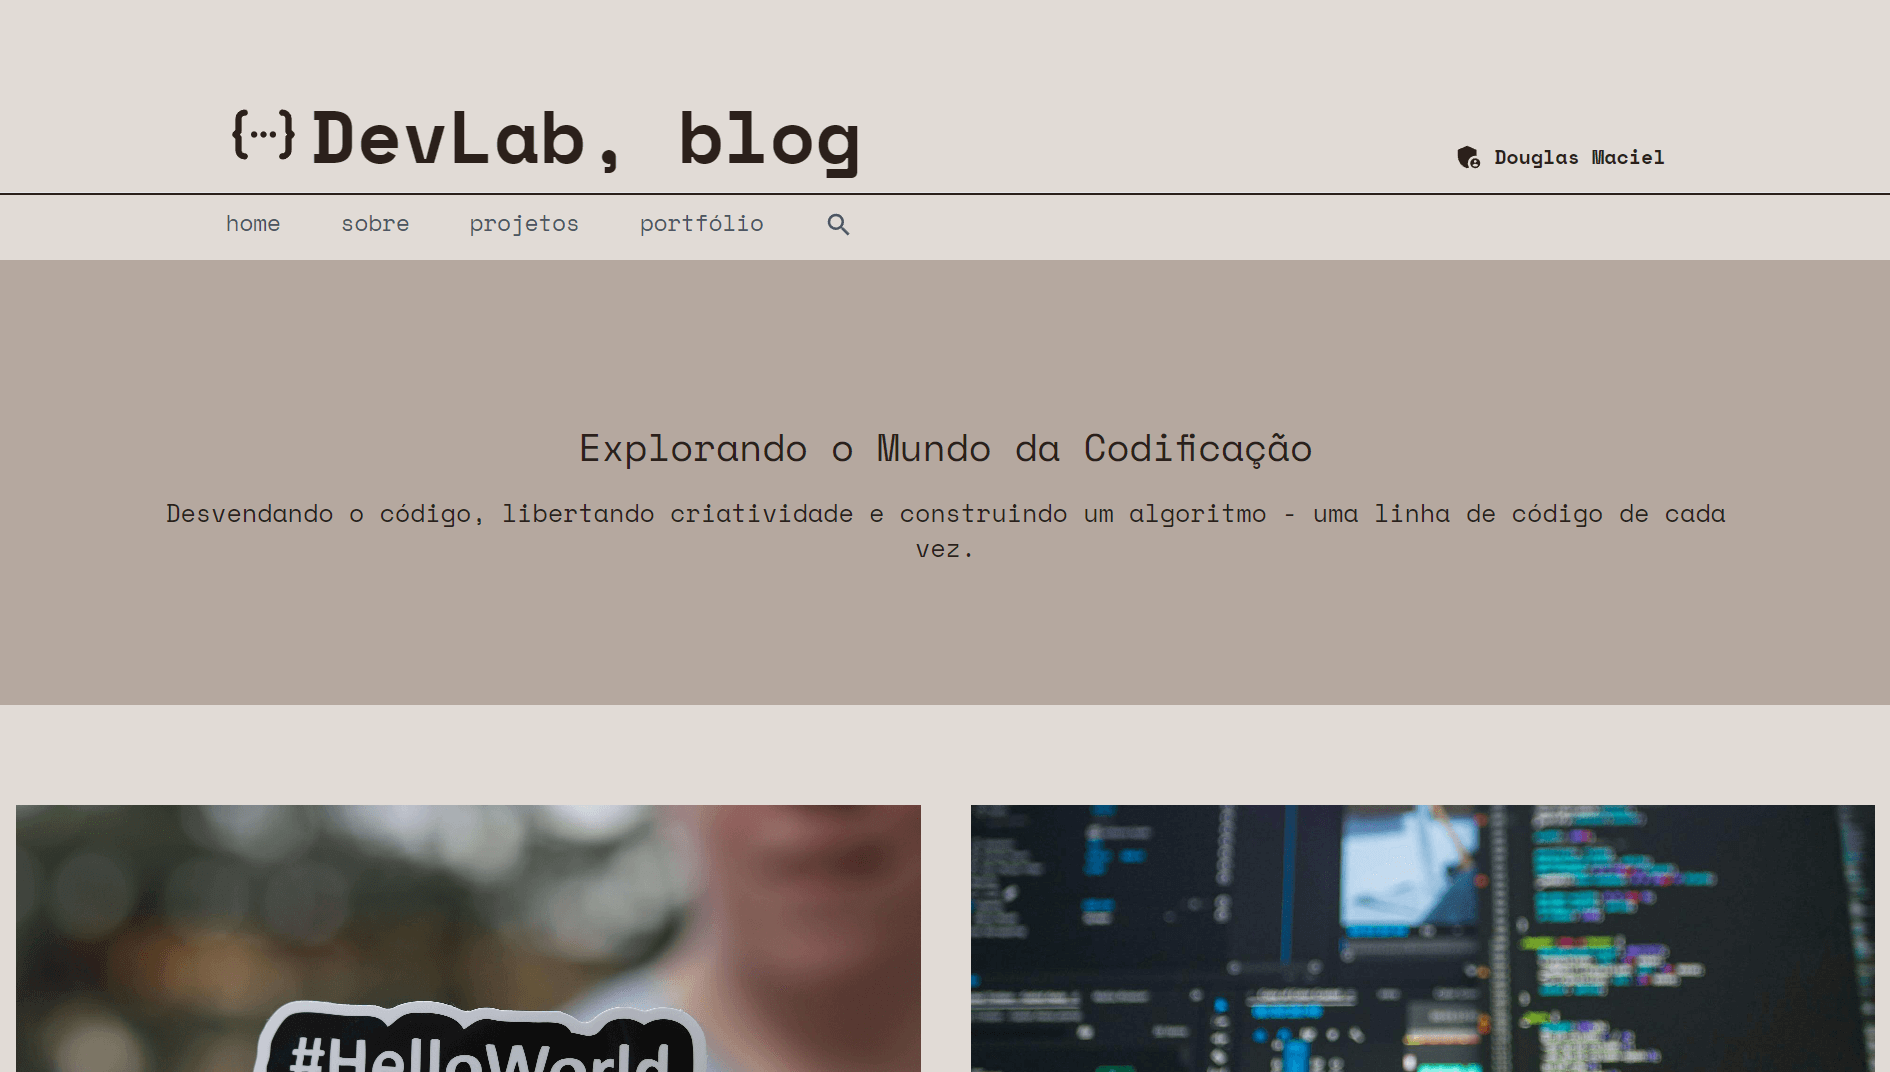 {…} DevLab, blog
Douglas Maciel
home sobre projetos portfólio
Explorando o Mundo da Codificação
Desvendando o código, libertando criatividade e construindo um algoritmo - uma linha de código de cada
vez.
#HelloWorld